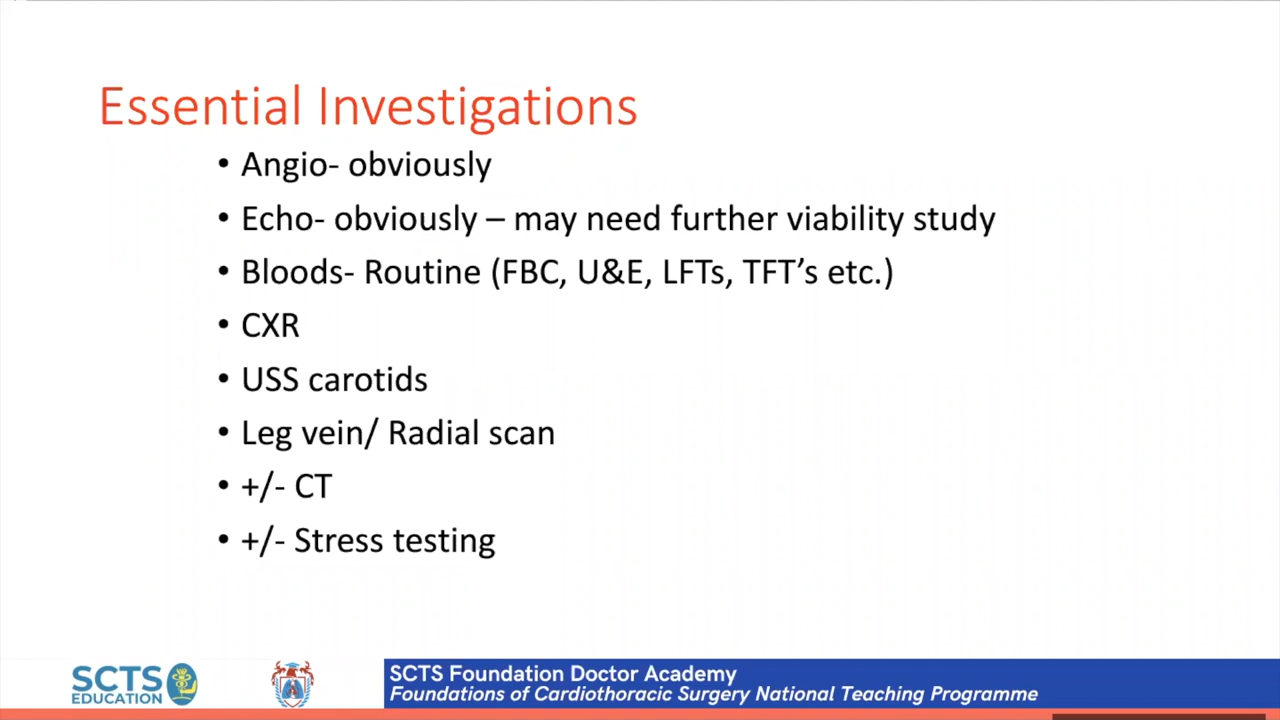 Essential Investigations
• Angio- obviously
• Echo- obviously – may need further viability study
• Bloods- Routine (FBC, U&E, LFTs, TFT’s etc.)
• CXR
• USS carotids
• Leg vein/ Radial scan
• +/- CT
• +/- Stress testing
SCTS
EDUCATION
SCTS Foundation Doctor Academy
Foundations of Cardiothoracic Surgery National Teaching Programme